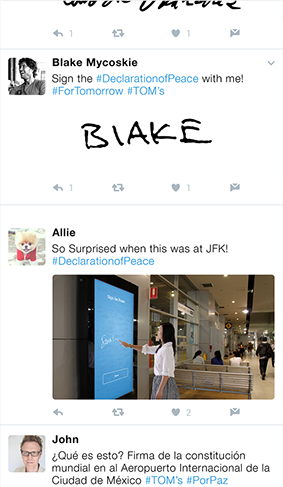 1 1
Blake Mycoskie
Sign the #DeclarationofPeace with me!
#ForTomorrow #TOM's
BLAKE
1 1
Allie
So Surprised when this was at JFK!
#DeclarationofPeace
2
John
¿Qué es esto? Firma de la constitución
mundial en al Aeropuerto Internacional de la
Ciudad de México #TOM's #PorPaz